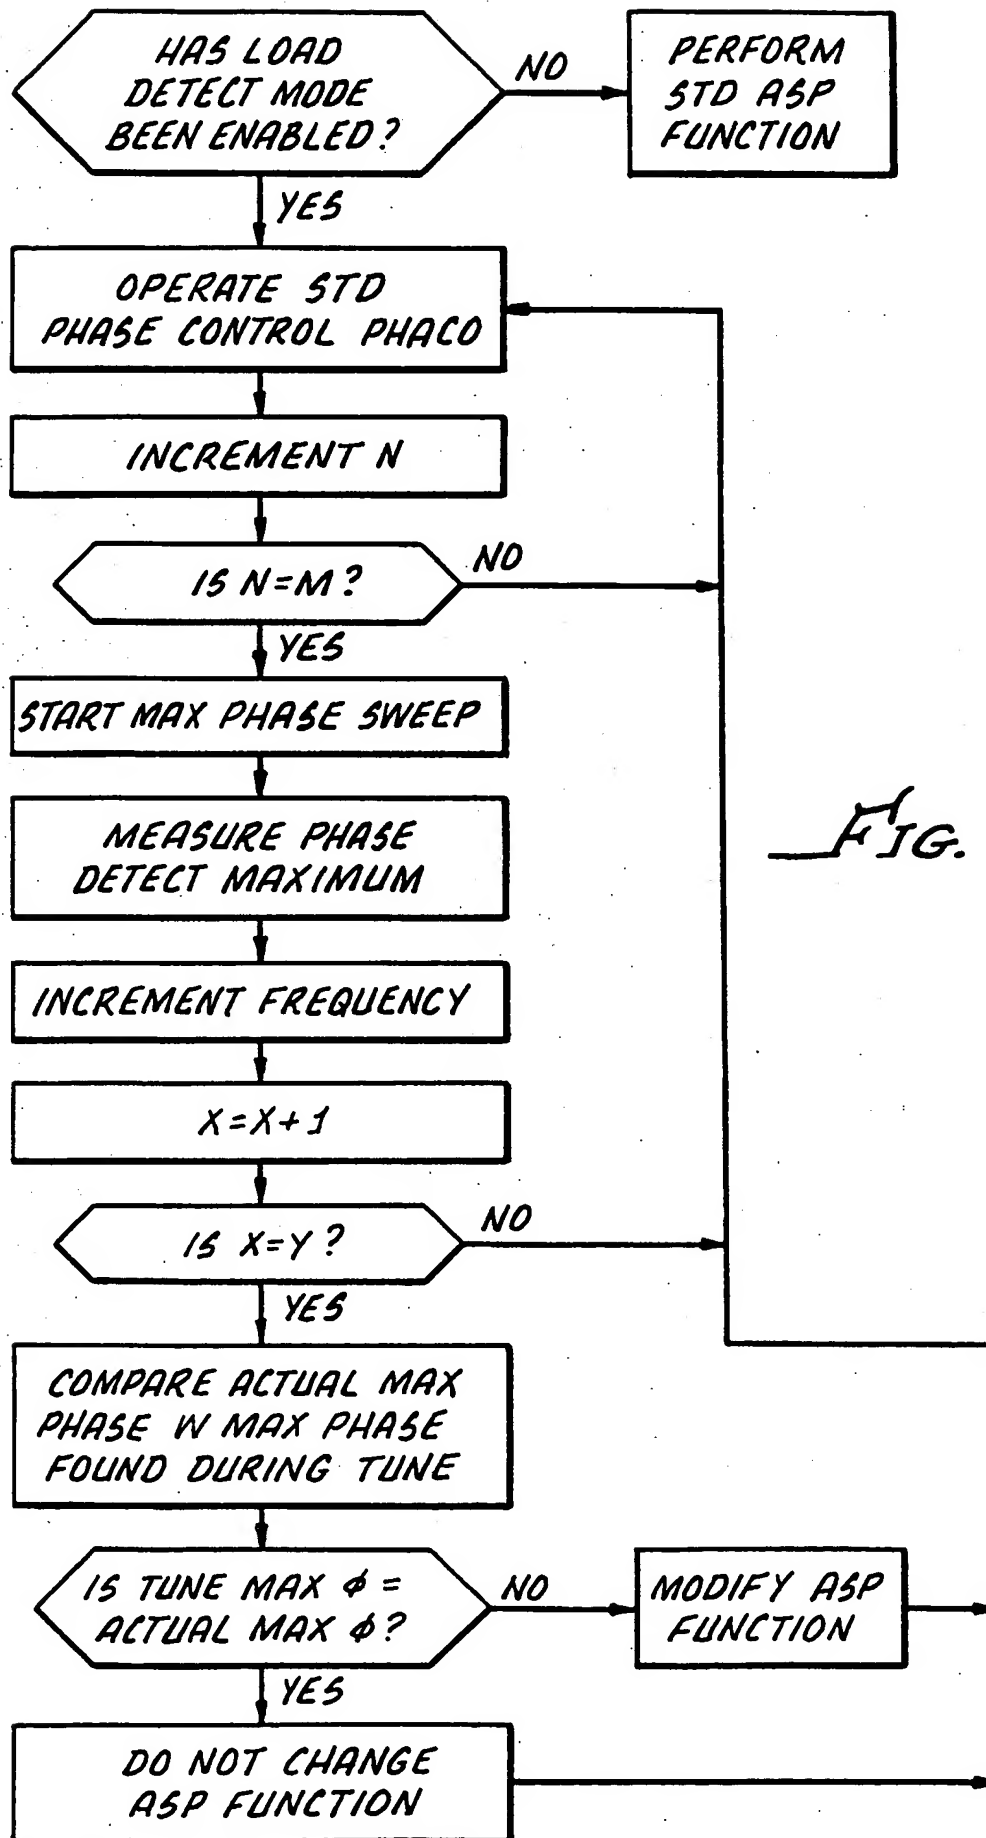 HAS LOAD
DETECT MODE
BEEN ENABLED?
NO
PERFORM
STD ASP
FUNCTION
YES
OPERATE STD
PHASE CONTROL PHACO
INCREMENT N
IS N=M?
NO
YES
START MAX PHASE SWEEP
MEASURE PHASE
DETECT MAXIMUM
FIG.
INCREMENT FREQUENCY
X=X+1
IS X=Y?
NO
YES
COMPARE ACTUAL MAX
PHASE W MAX PHASE
FOUND DURING TUNE
IS TUNE MAX ϕ =
ACTUAL MAX ϕ?
NO
MODIFY ASP
FUNCTION
YES
DO NOT CHANGE
ASP FUNCTION